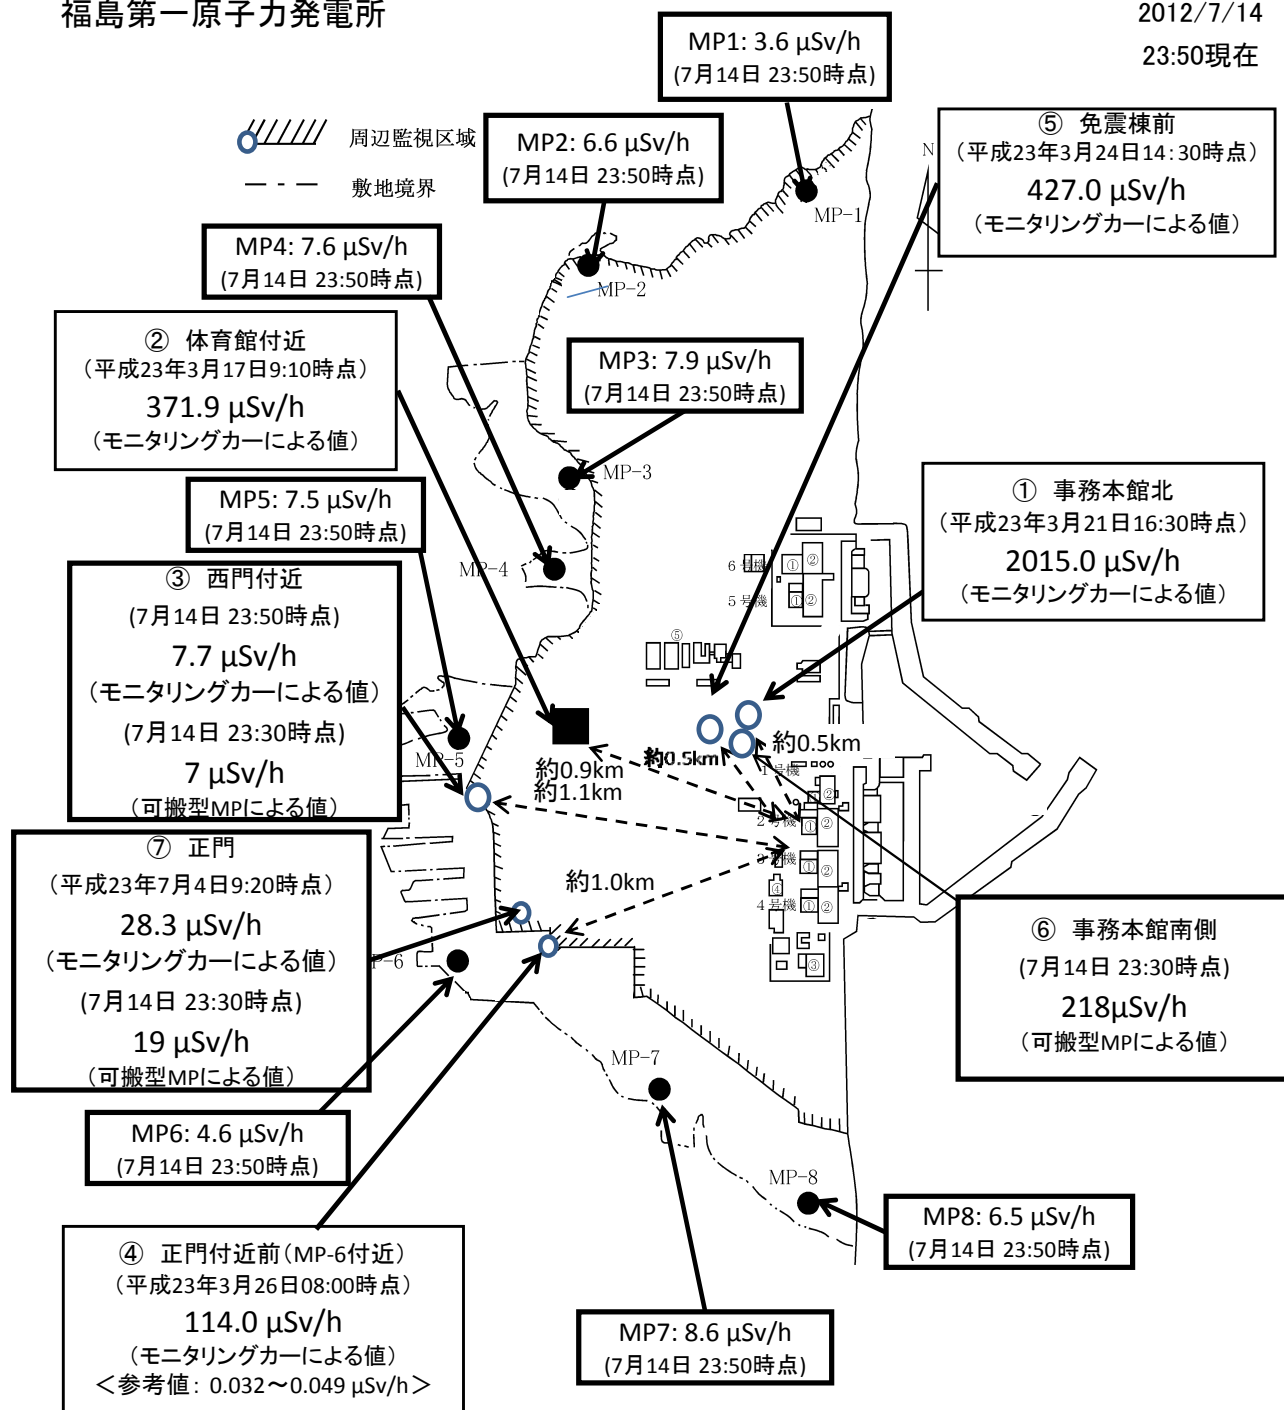 福島第一原子力発電所
2012/7/14
23:50現在
MP1: 3.6 μSv/h
(7月14日 23:50時点)
周辺監視区域
敷地境界
MP2: 6.6 μSv/h
(7月14日 23:50時点)
⑤ 免震棟前
(平成23年3月24日14:30時点)
427.0 μSv/h
(モニタリングカーによる値)
N
MP-1
MP4: 7.6 μSv/h
(7月14日 23:50時点)
MP-2
② 体育館付近
(平成23年3月17日9:10時点)
371.9 μSv/h
(モニタリングカーによる値)
MP3: 7.9 μSv/h
(7月14日 23:50時点)
MP-3
MP5: 7.5 μSv/h
(7月14日 23:50時点)
① 事務本館北
(平成23年3月21日16:30時点)
2015.0 μSv/h
(モニタリングカーによる値)
MP-4
6号機 ① ②
5号機 ① ②
⑤
③ 西門付近
(7月14日 23:50時点)
7.7 μSv/h
(モニタリングカーによる値)
(7月14日 23:30時点)
7 μSv/h
(可搬型MPによる値)
MP-5
約0.9km
約1.1km
約0.5km
約0.5km
1号機 ① ②
2号機 ① ②
3号機 ① ②
④
4号機 ① ②
③
約1.0km
⑦ 正門
(平成23年7月4日9:20時点)
28.3 μSv/h
(モニタリングカーによる値)
(7月14日 23:30時点)
19 μSv/h
(可搬型MPによる値)
P-6
⑥ 事務本館南側
(7月14日 23:30時点)
218μSv/h
(可搬型MPによる値)
MP-7
MP6: 4.6 μSv/h
(7月14日 23:50時点)
MP-8
MP8: 6.5 μSv/h
(7月14日 23:50時点)
④ 正門付近前(MP-6付近)
(平成23年3月26日08:00時点)
114.0 μSv/h
(モニタリングカーによる値)
＜参考値: 0.032～0.049 μSv/h＞
MP7: 8.6 μSv/h
(7月14日 23:50時点)